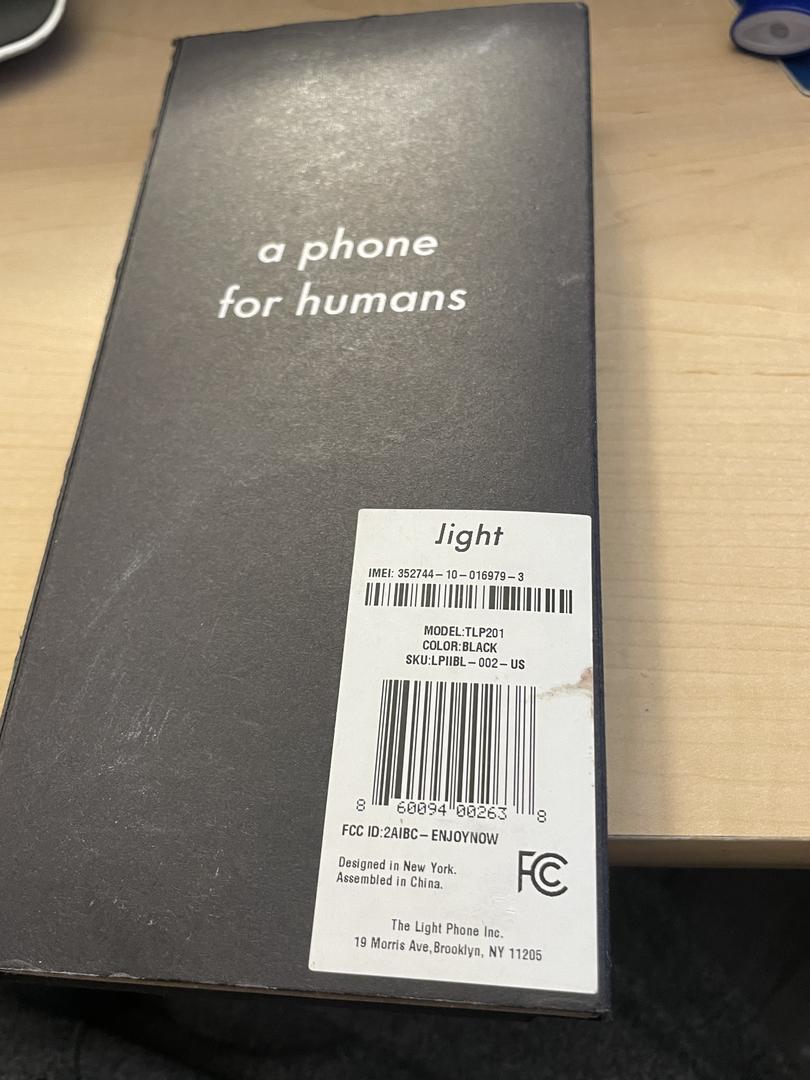 a phone
for humans
light
IMEI: 352744-10-016979-3
MODEL:TLP201
COLOR:BLACK
SKU:LPIIBL-002-US
8 60094 00263 8
FCC ID:2AIBC-ENJOYNOW
Designed in New York.
Assembled in China.
FC
The Light Phone Inc.
19 Morris Ave,Brooklyn, NY 11205